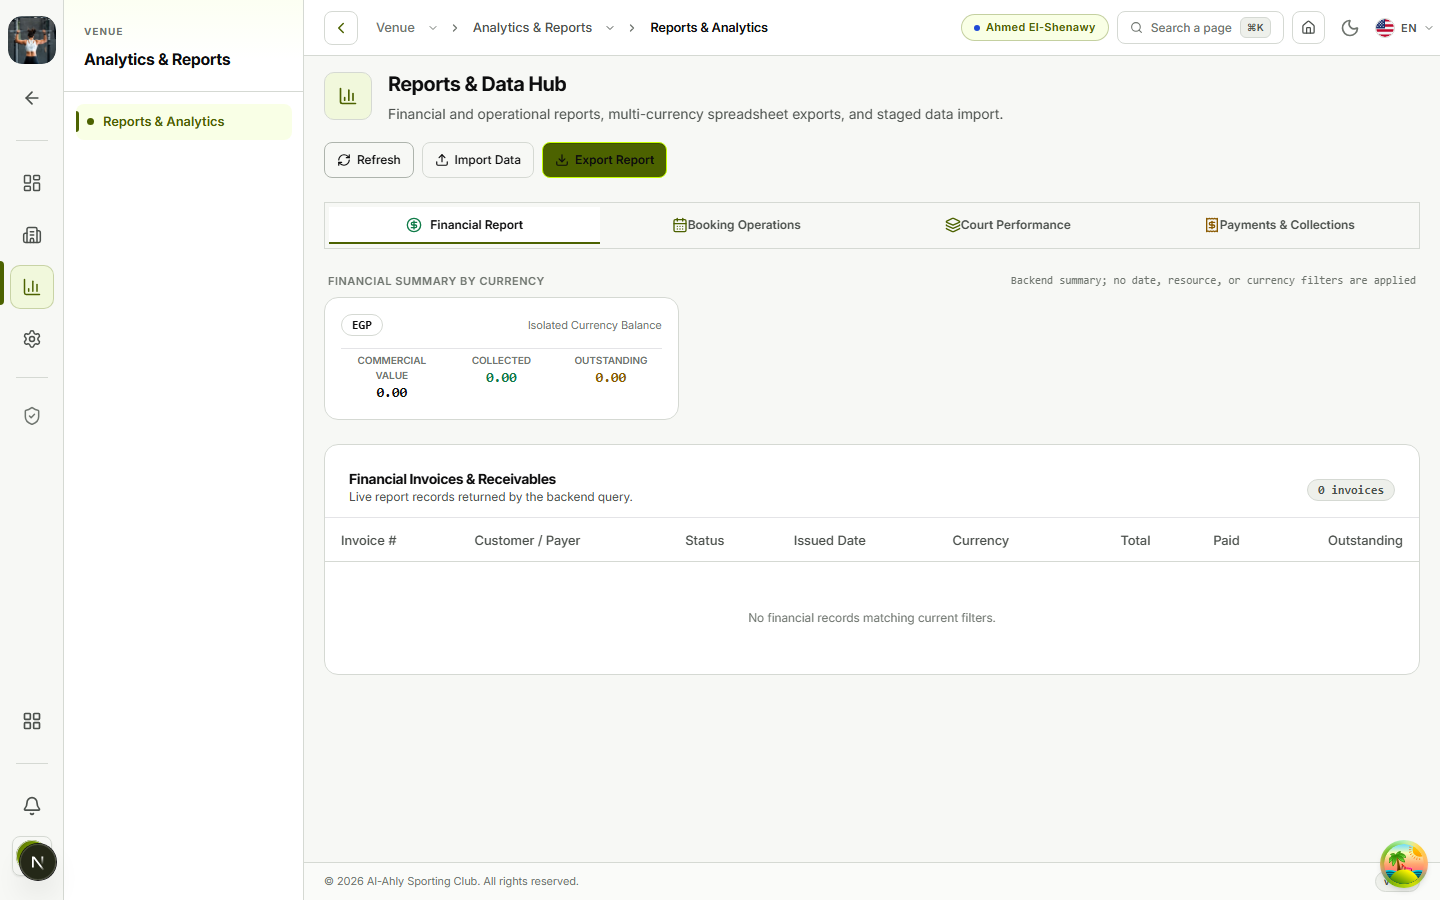 VENUE
Analytics & Reports
Reports & Analytics
Venue
Analytics & Reports
Reports & Analytics
Ahmed El-Shenawy
Search a page
⌘K
EN
Reports & Data Hub
Financial and operational reports, multi-currency spreadsheet exports, and staged data import.
Refresh
Import Data
Export Report
Financial Report
Booking Operations
Court Performance
Payments & Collections
FINANCIAL SUMMARY BY CURRENCY
Backend summary; no date, resource, or currency filters are applied
EGP
Isolated Currency Balance
COMMERCIAL VALUE
0.00
COLLECTED
0.00
OUTSTANDING
0.00
Financial Invoices & Receivables
Live report records returned by the backend query.
0 invoices
Invoice #
Customer / Payer
Status
Issued Date
Currency
Total
Paid
Outstanding
No financial records matching current filters.
N
© 2026 Al-Ahly Sporting Club. All rights reserved.